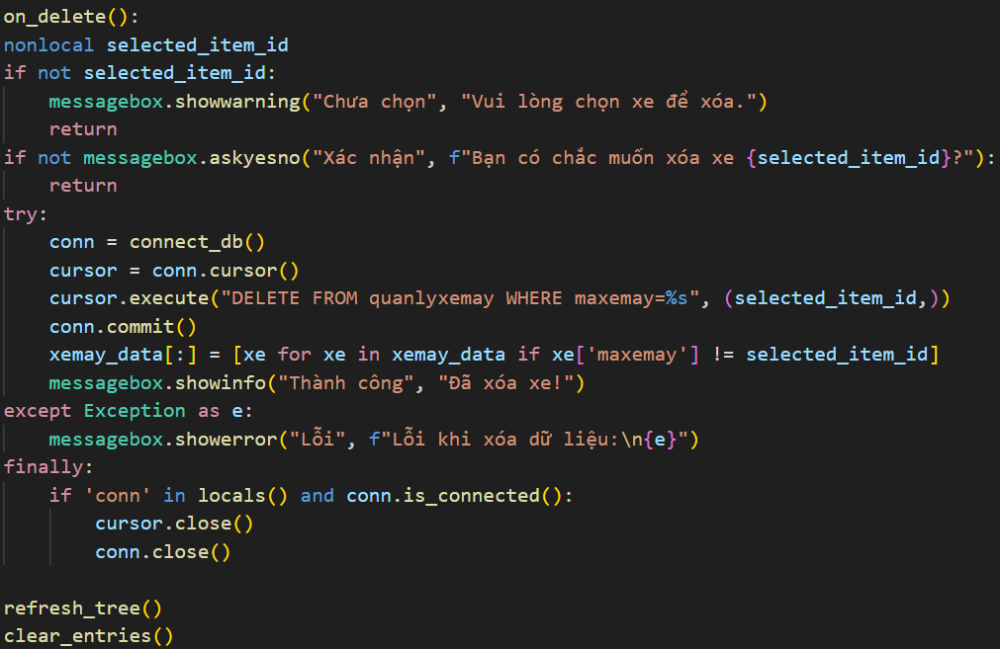 on_delete():
nonlocal selected_item_id
if not selected_item_id:
    messagebox.showwarning("Chưa chọn", "Vui lòng chọn xe để xóa.")
    return
if not messagebox.askyesno("Xác nhận", f"Bạn có chắc muốn xóa xe {selected_item_id}?"):
    return
try:
    conn = connect_db()
    cursor = conn.cursor()
    cursor.execute("DELETE FROM quanlyxemay WHERE maxemay=%s", (selected_item_id,))
    conn.commit()
    xemay_data[:] = [xe for xe in xemay_data if xe['maxemay'] != selected_item_id]
    messagebox.showinfo("Thành công", "Đã xóa xe!")
except Exception as e:
    messagebox.showerror("Lỗi", f"Lỗi khi xóa dữ liệu:\n{e}")
finally:
    if 'conn' in locals() and conn.is_connected():
        cursor.close()
        conn.close()

refresh_tree()
clear_entries()